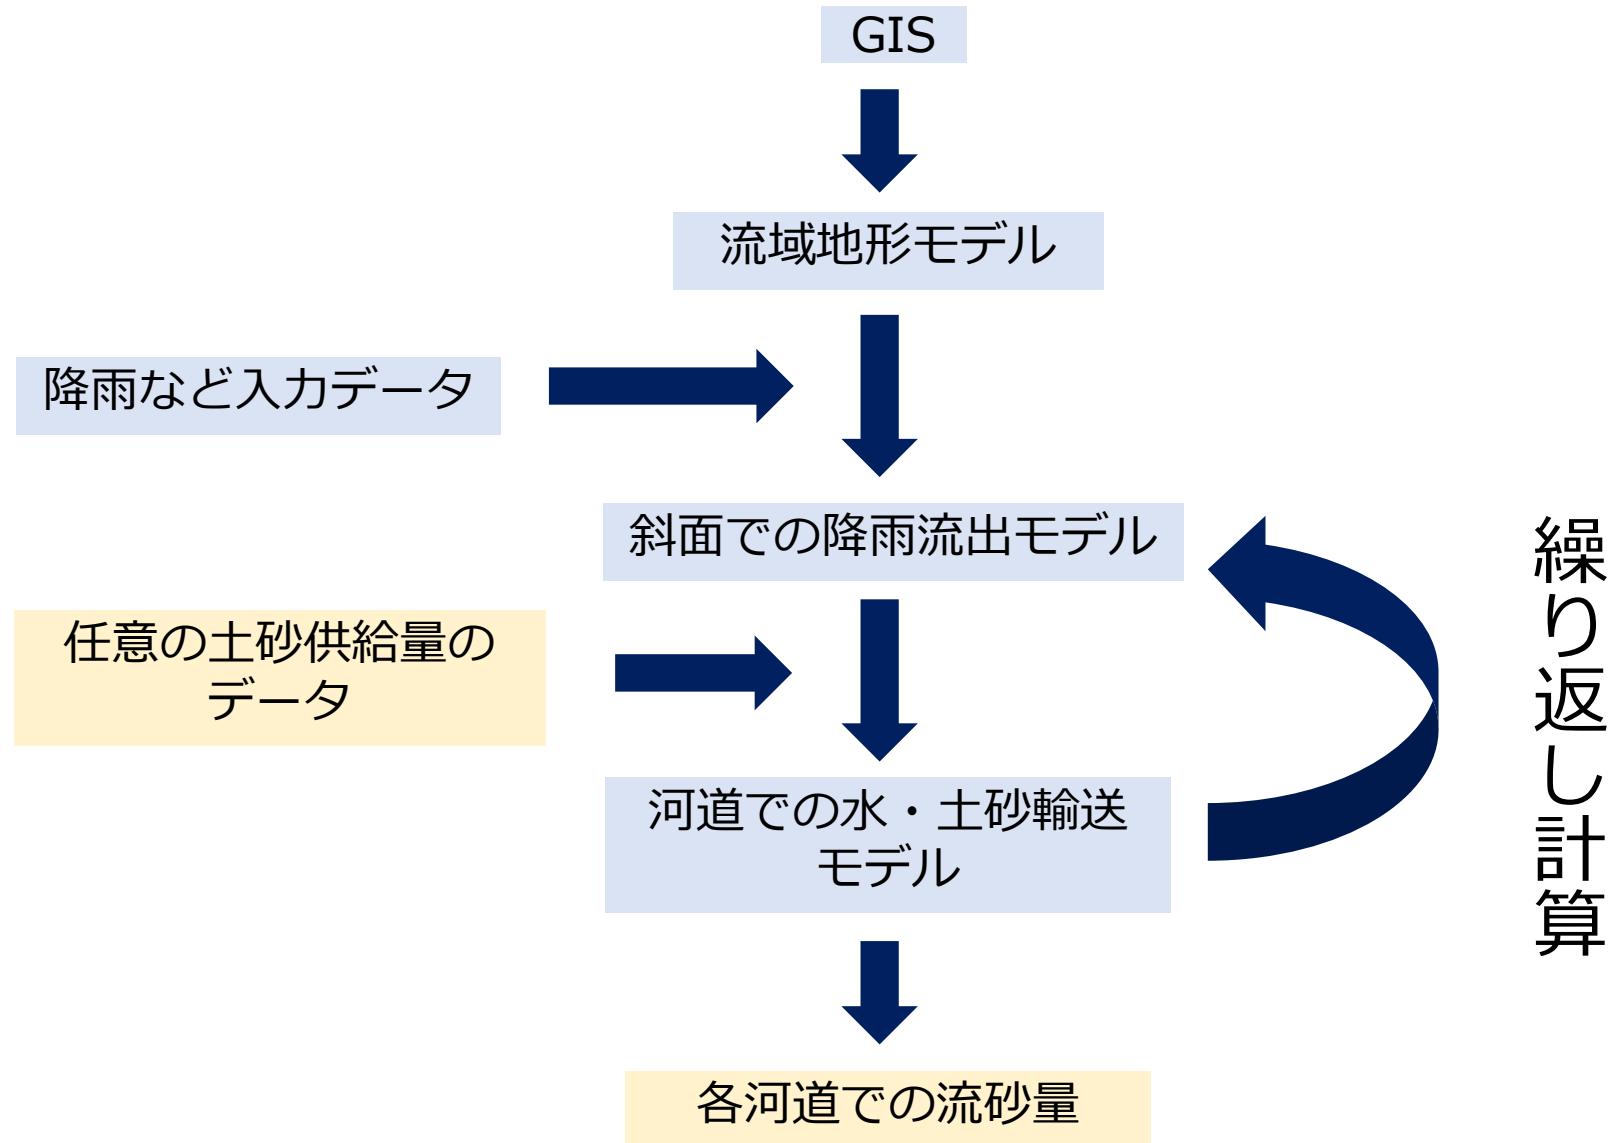 GIS
流域地形モデル
降雨など入力データ
斜面での降雨流出モデル
任意の土砂供給量の
データ
河道での水・土砂輸送
モデル
各河道での流砂量
繰り返し計算